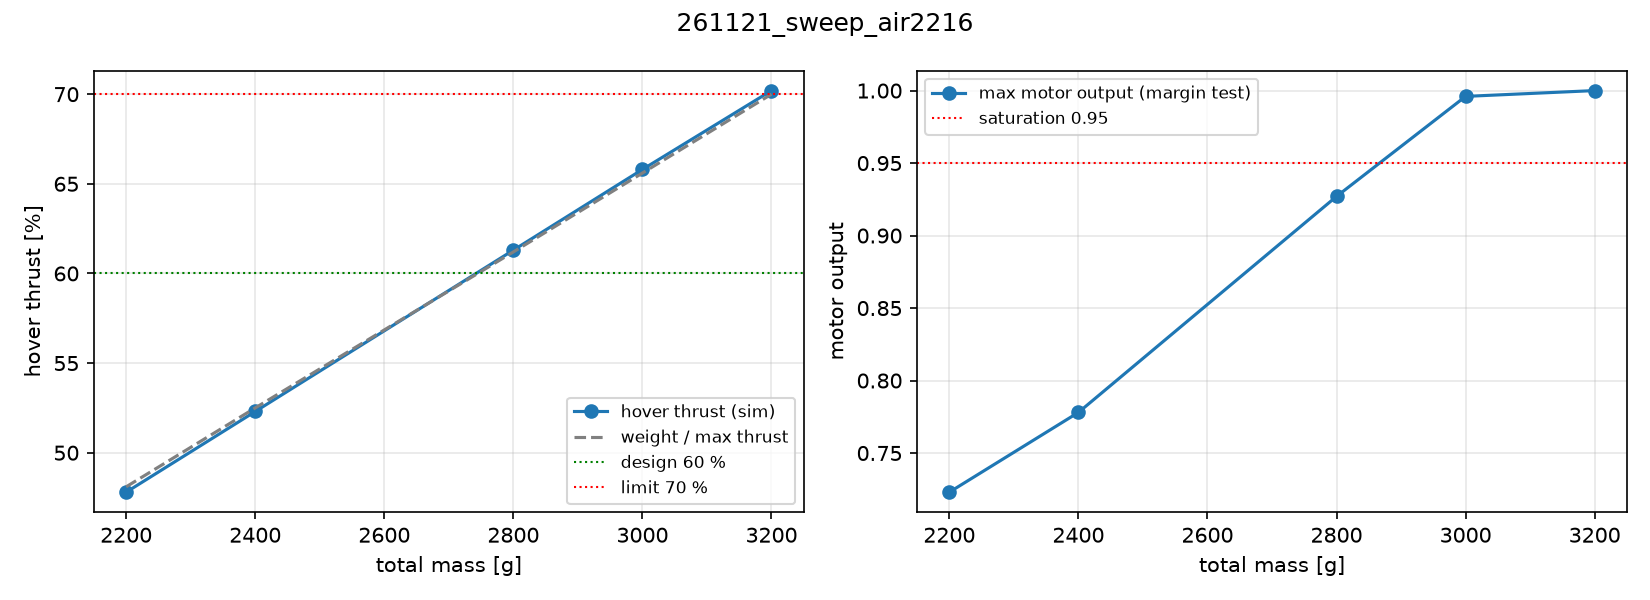 261121_sweep_air2216
hover thrust [%]
70
65
60
55
50
hover thrust (sim)
weight / max thrust
design 60 %
limit 70 %
2200 2400 2600 2800 3000 3200
total mass [g]
motor output
1.00
0.95
0.90
0.85
0.80
0.75
max motor output (margin test)
saturation 0.95
2200 2400 2600 2800 3000 3200
total mass [g]